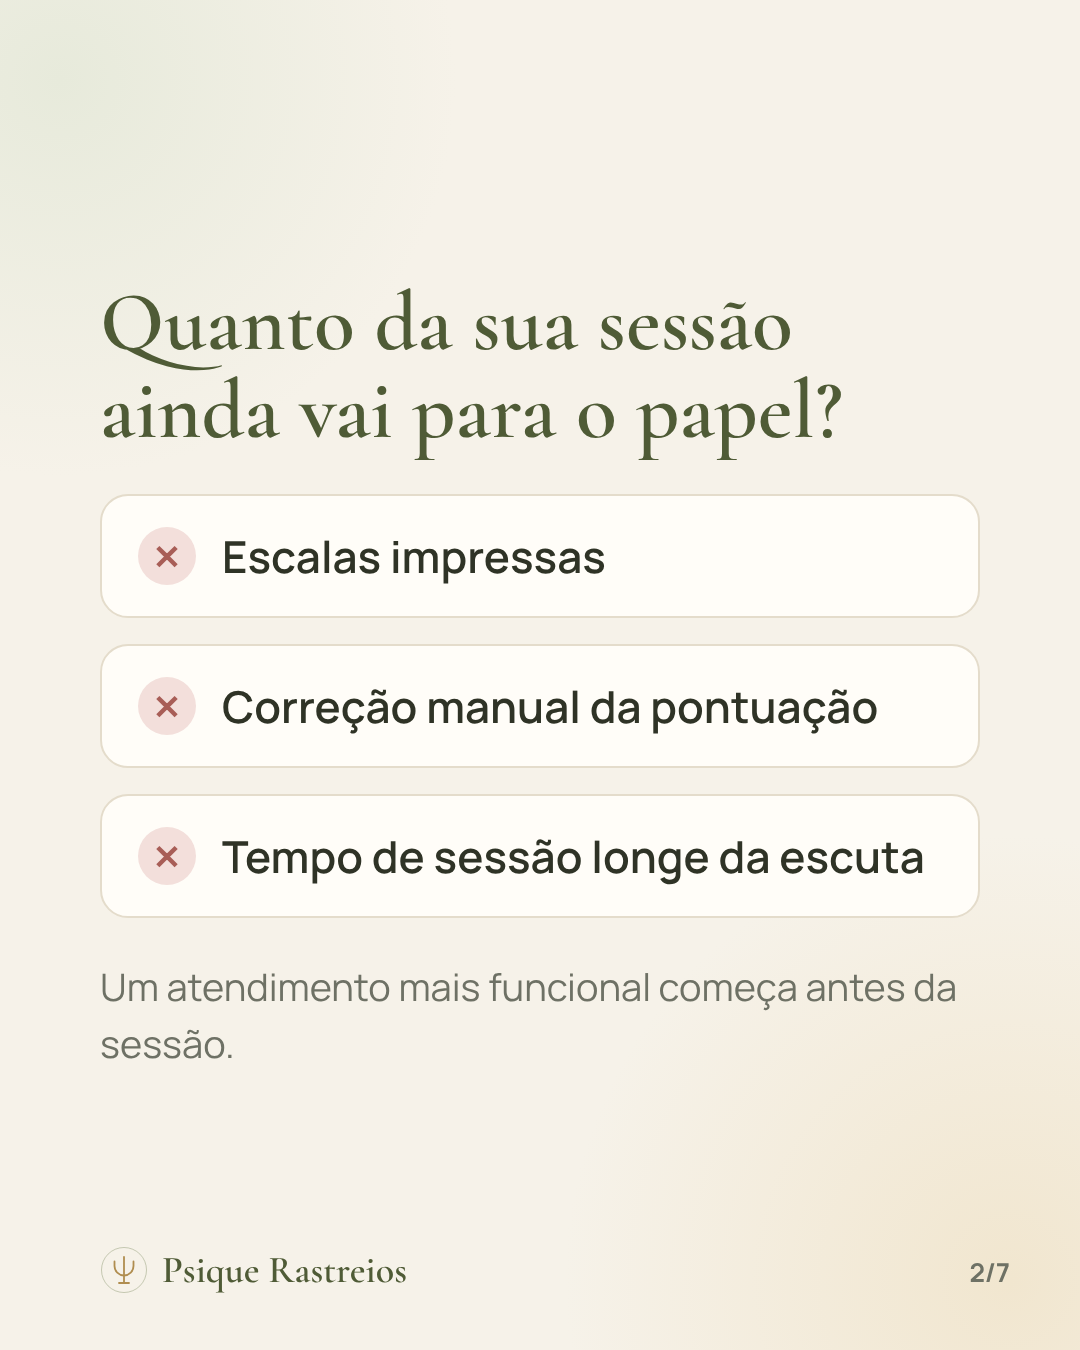 Quanto da sua sessão
ainda vai para o papel?
Escalas impressas
Correção manual da pontuação
Tempo de sessão longe da escuta
Um atendimento mais funcional começa antes da
sessão.
Psique Rastreios
2/7